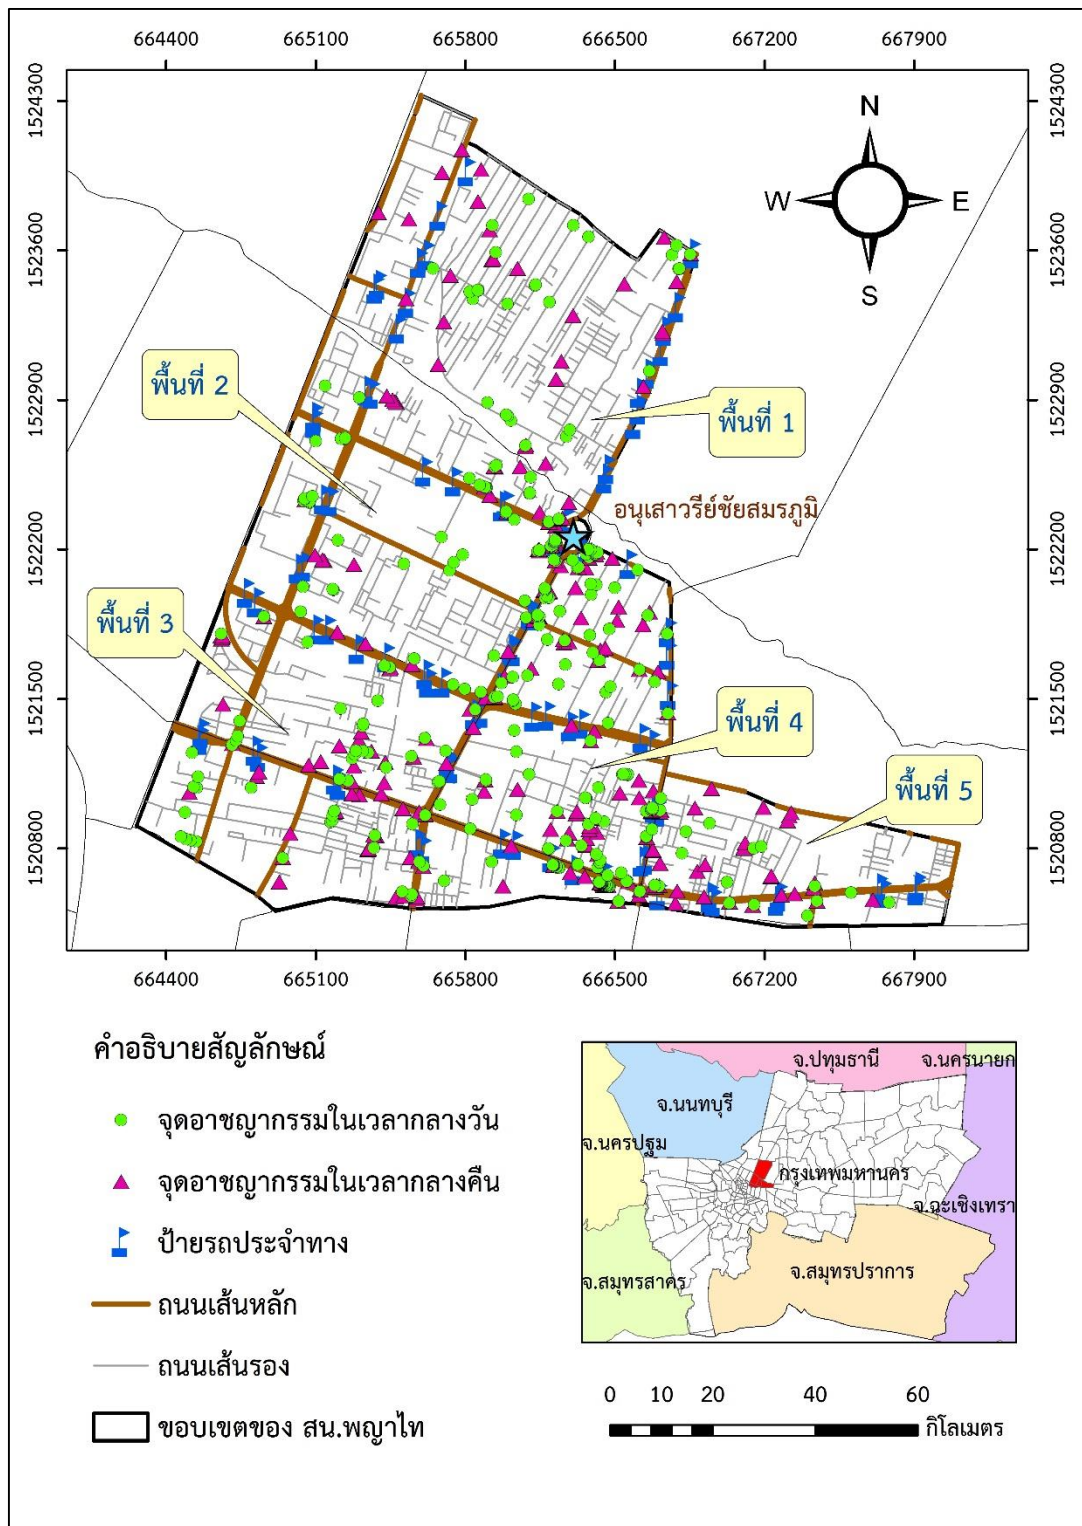 664400 665100 665800 666500 667200 667900
1524300 1524300
N
W E
S
1523600 1523600
พื้นที่ 2
1522900 1522900
พื้นที่ 1
อนุเสาวรีย์ชัยสมรภูมิ
1522200 1522200
พื้นที่ 3
1521500 1521500
พื้นที่ 4
พื้นที่ 5
1520800 1520800
664400 665100 665800 666500 667200 667900
คำอธิบายสัญลักษณ์
จุดอาชญากรรมในเวลากลางวัน
จุดอาชญากรรมในเวลากลางคืน
ป้ายรถประจำทาง
ถนนเส้นหลัก
ถนนเส้นรอง
ขอบเขตของ สน.พญาไท
จ.ปทุมธานี จ.นครนายก
จ.นนทบุรี
จ.นครปฐม
กรุงเทพมหานคร
จ.ฉะเชิงเทรา
จ.สมุทรสาคร จ.สมุทรปราการ
0 10 20 40 60
กิโลเมตร